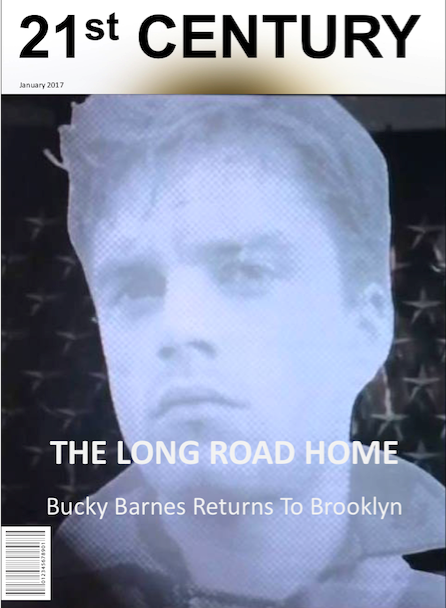 21st CENTURY
January 2017
THE LONG ROAD HOME
Bucky Barnes Returns To Brooklyn